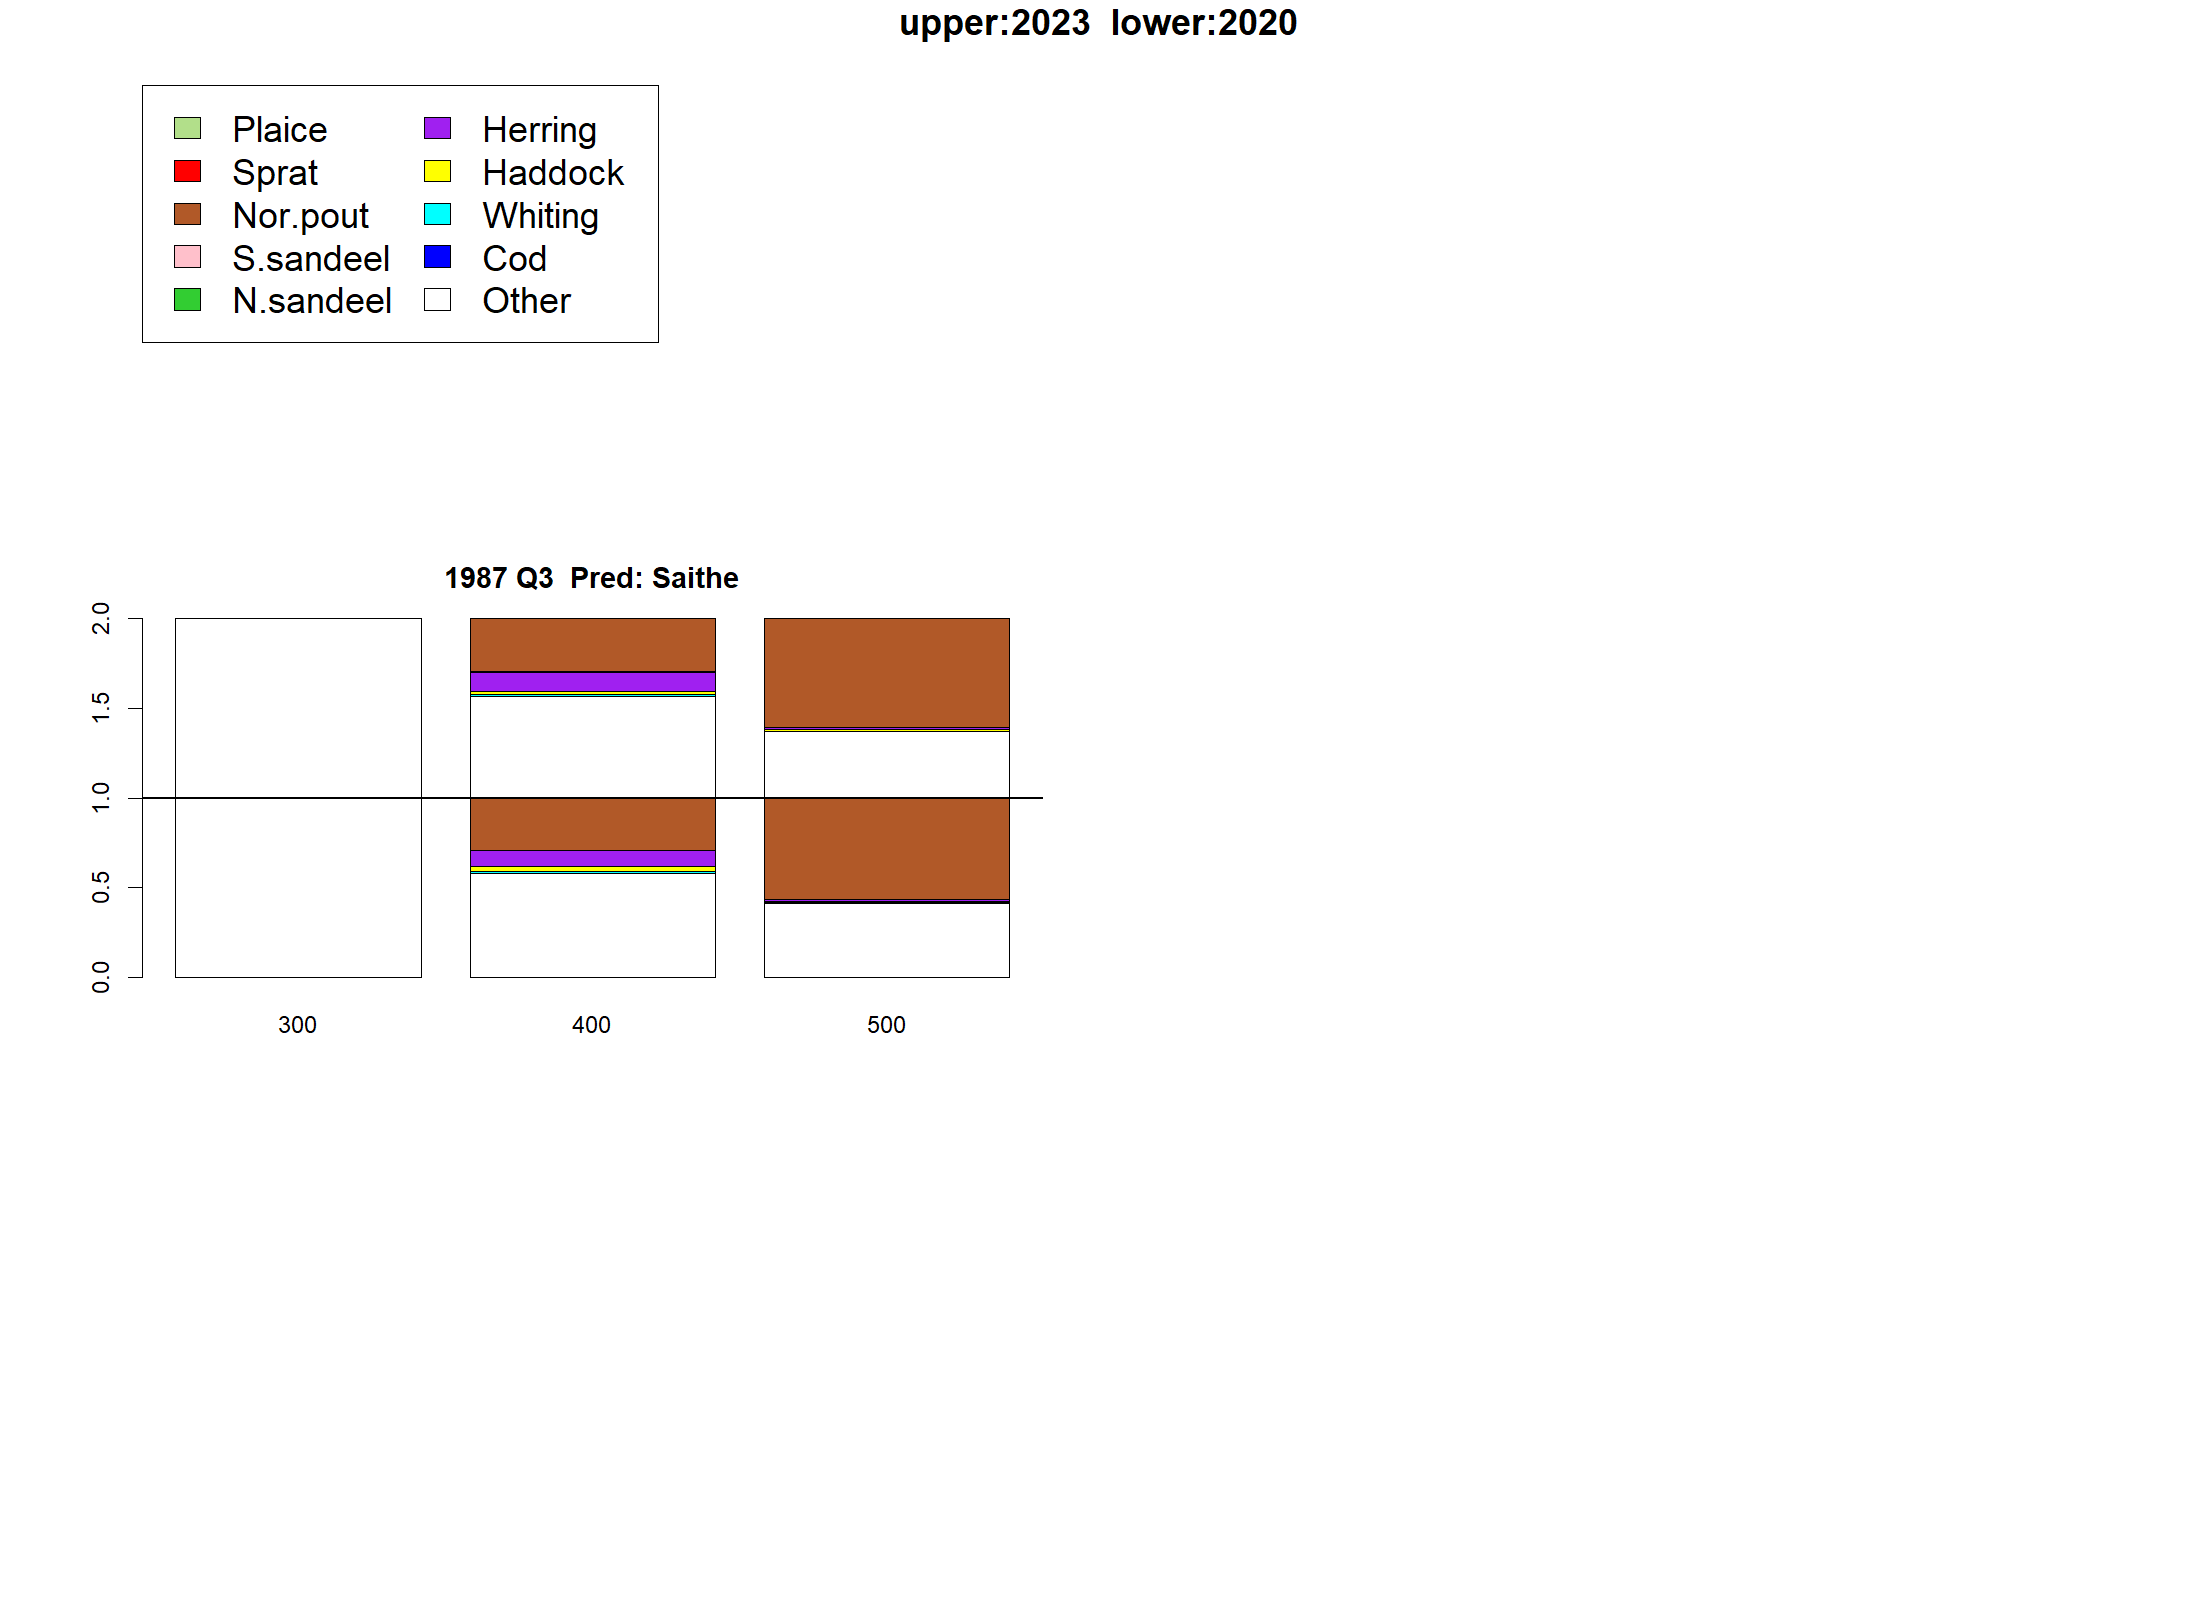 upper:2023  lower:2020
Plaice
Sprat
Nor.pout
S.sandeel
N.sandeel
Herring
Haddock
Whiting
Cod
Other
1987 Q3  Pred: Saithe
2.0
1.5
1.0
0.5
0.0
300 400 500